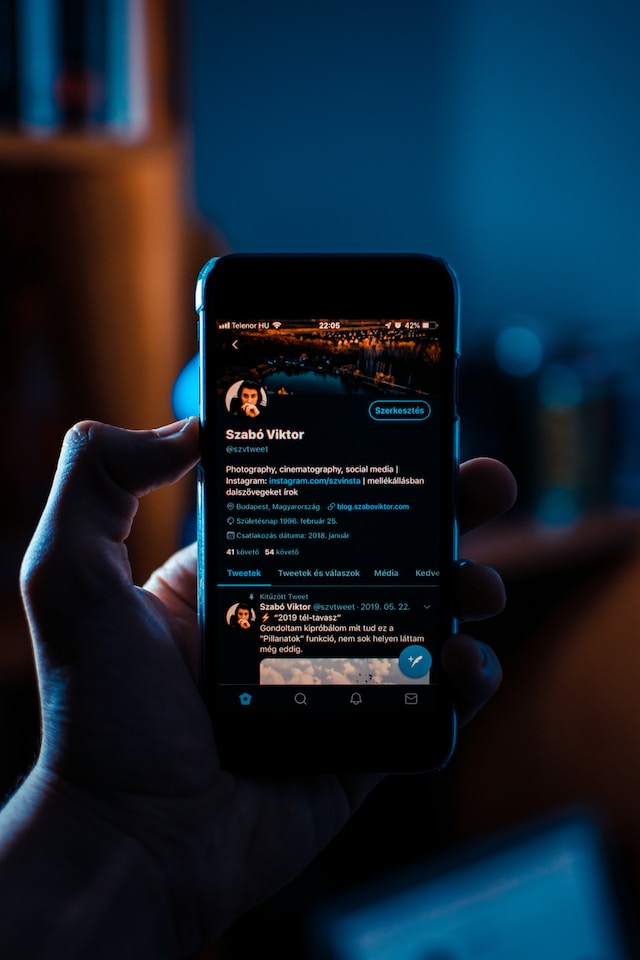 Telenor HU 22:05 42%
Szerkesztés
Szabó Viktor
@szvtweet
Photography, cinematography, social media |
Instagram: instagram.com/szvinsta | mellékállásban
dalszövegeket írok
Budapest, Magyarország blog.szaboviktor.com
Születésnap 1996. február 25.
Csatlakozás dátuma: 2018. január
41 követő 54 követő
Tweetek Tweetek és válaszok Média Kedve
Kitűzött Tweet
Szabó Viktor @szvtweet · 2019. 05. 22.
⚡ "2019 tél-tavasz"
Gondoltam kipróbálom mit tud ez a
"Pillanatok" funkció, nem sok helyen láttam
még eddig.